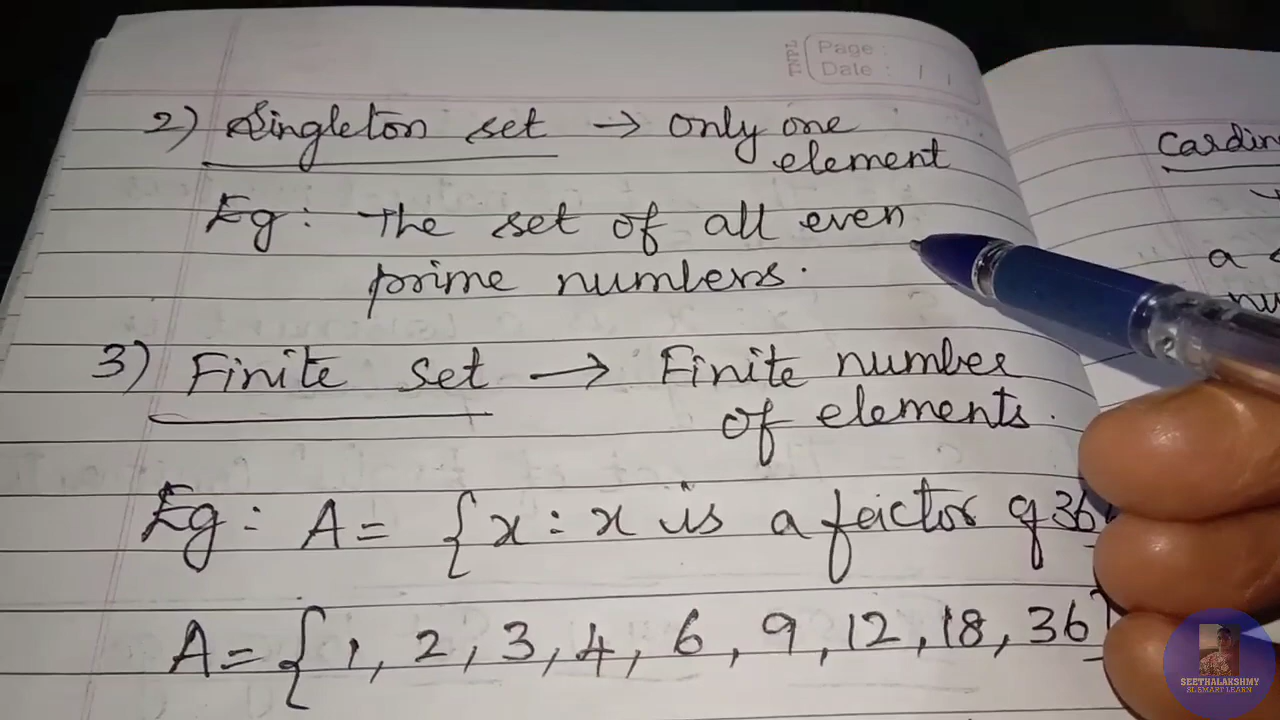 TNPL
Page :
Date : / /
2) Singleton set → only one
element
Eg : The set of all even
prime numbers.
3) Finite set → Finite number
of elements.
Eg : A = {x : x is a factor of 36
A = {1, 2, 3, 4, 6, 9, 12, 18, 36}
a
SEETHALAKSHMY